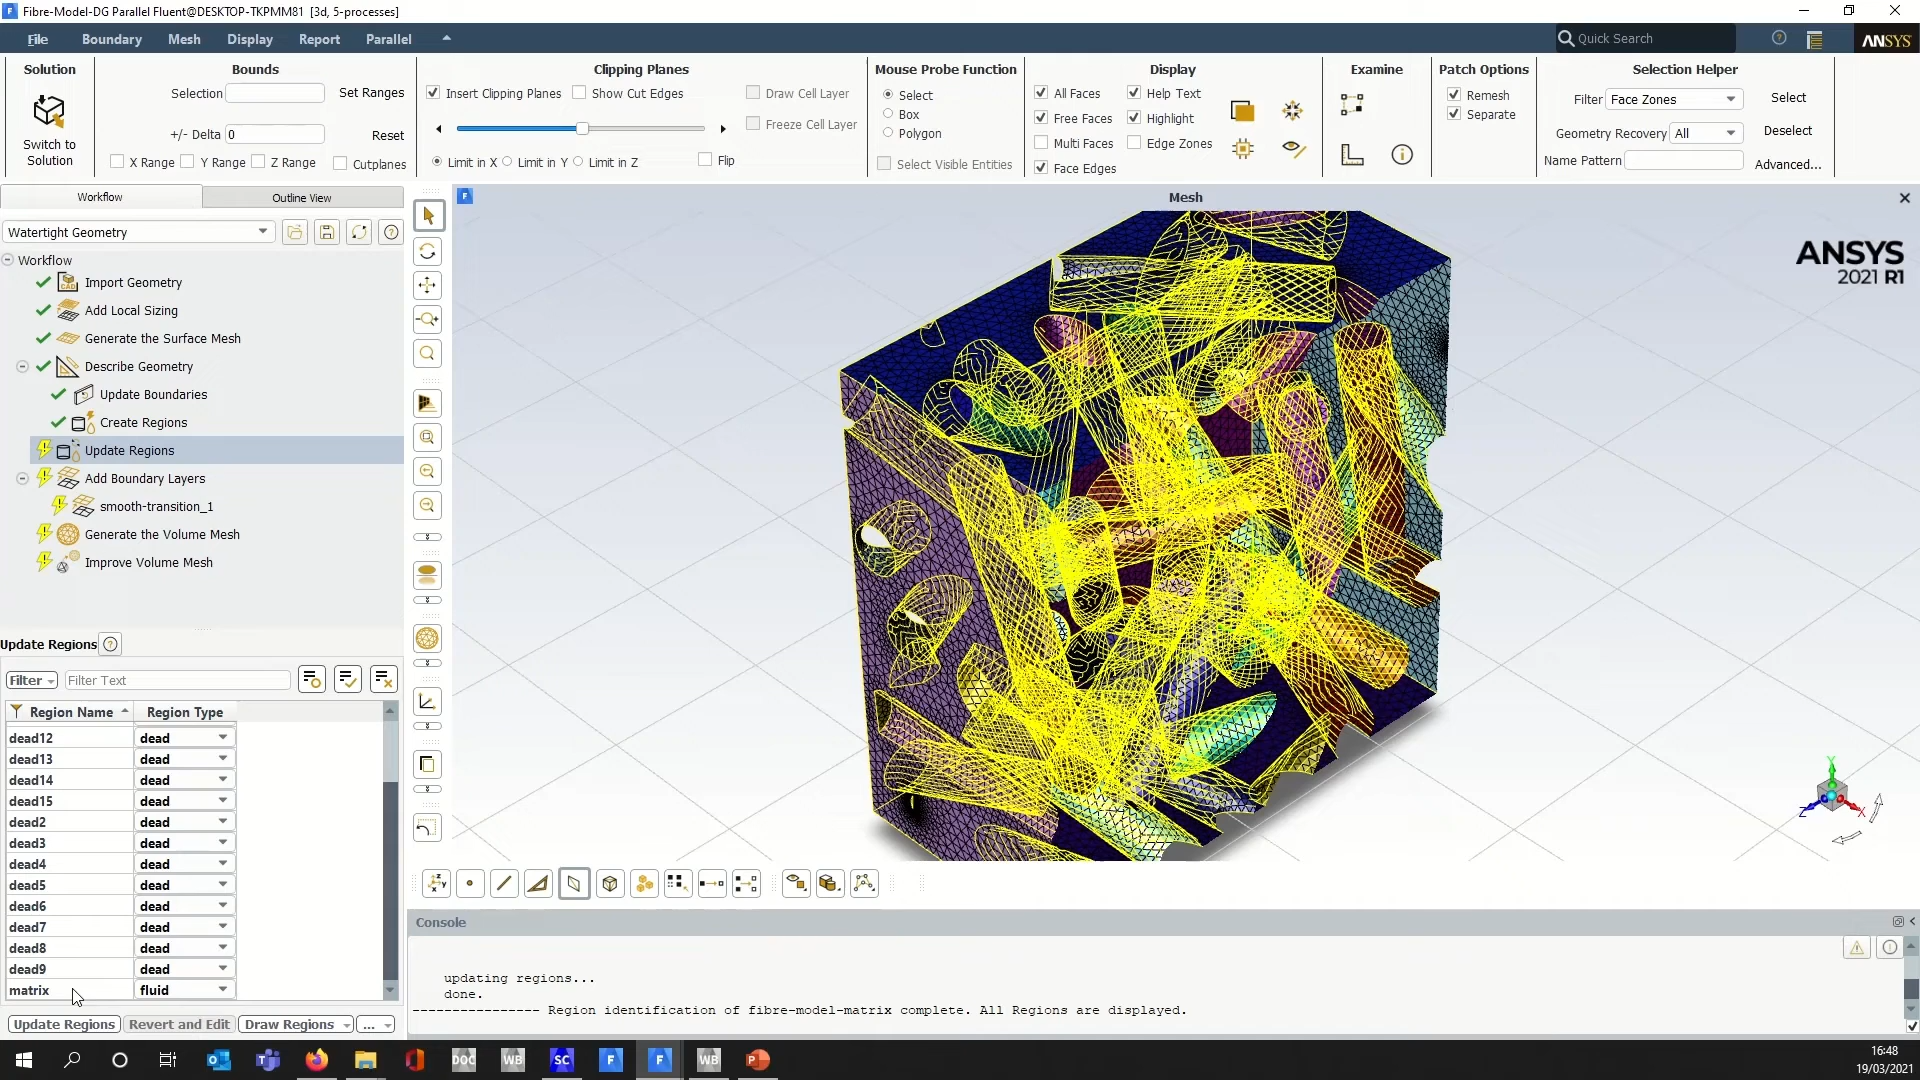 Fibre-Model-DG Parallel Fluent@DESKTOP-TKPMM81 [3d, 5-processes]
File Boundary Mesh Display Report Parallel
Quick Search
ANSYS
Solution
Switch to
Solution
Bounds
Selection
Set Ranges
+/- Delta 0
Reset
X Range Y Range Z Range Cutplanes
Clipping Planes
Insert Clipping Planes Show Cut Edges
Draw Cell Layer
Freeze Cell Layer
Limit in X Limit in Y Limit in Z Flip
Mouse Probe Function
Select
Box
Polygon
Select Visible Entities
Display
All Faces Help Text
Free Faces Highlight
Multi Faces Edge Zones
Face Edges
Examine
Patch Options
Remesh
Separate
Selection Helper
Filter Face Zones Select
Geometry Recovery All Deselect
Name Pattern Advanced...
Workflow Outline View
Watertight Geometry
Workflow
Import Geometry
Add Local Sizing
Generate the Surface Mesh
Describe Geometry
Update Boundaries
Create Regions
Update Regions
Add Boundary Layers
smooth-transition_1
Generate the Volume Mesh
Improve Volume Mesh
Update Regions
Filter Filter Text
Region Name Region Type
dead12 dead
dead13 dead
dead14 dead
dead15 dead
dead2 dead
dead3 dead
dead4 dead
dead5 dead
dead6 dead
dead7 dead
dead8 dead
dead9 dead
matrix fluid
Update Regions Revert and Edit Draw Regions ...
Mesh
ANSYS
2021 R1
Y
Z
X
Console
updating regions...
done.
---------------- Region identification of fibre-model-matrix complete. All Regions are displayed.
DOC WB SC F F WB P
16:48
19/03/2021